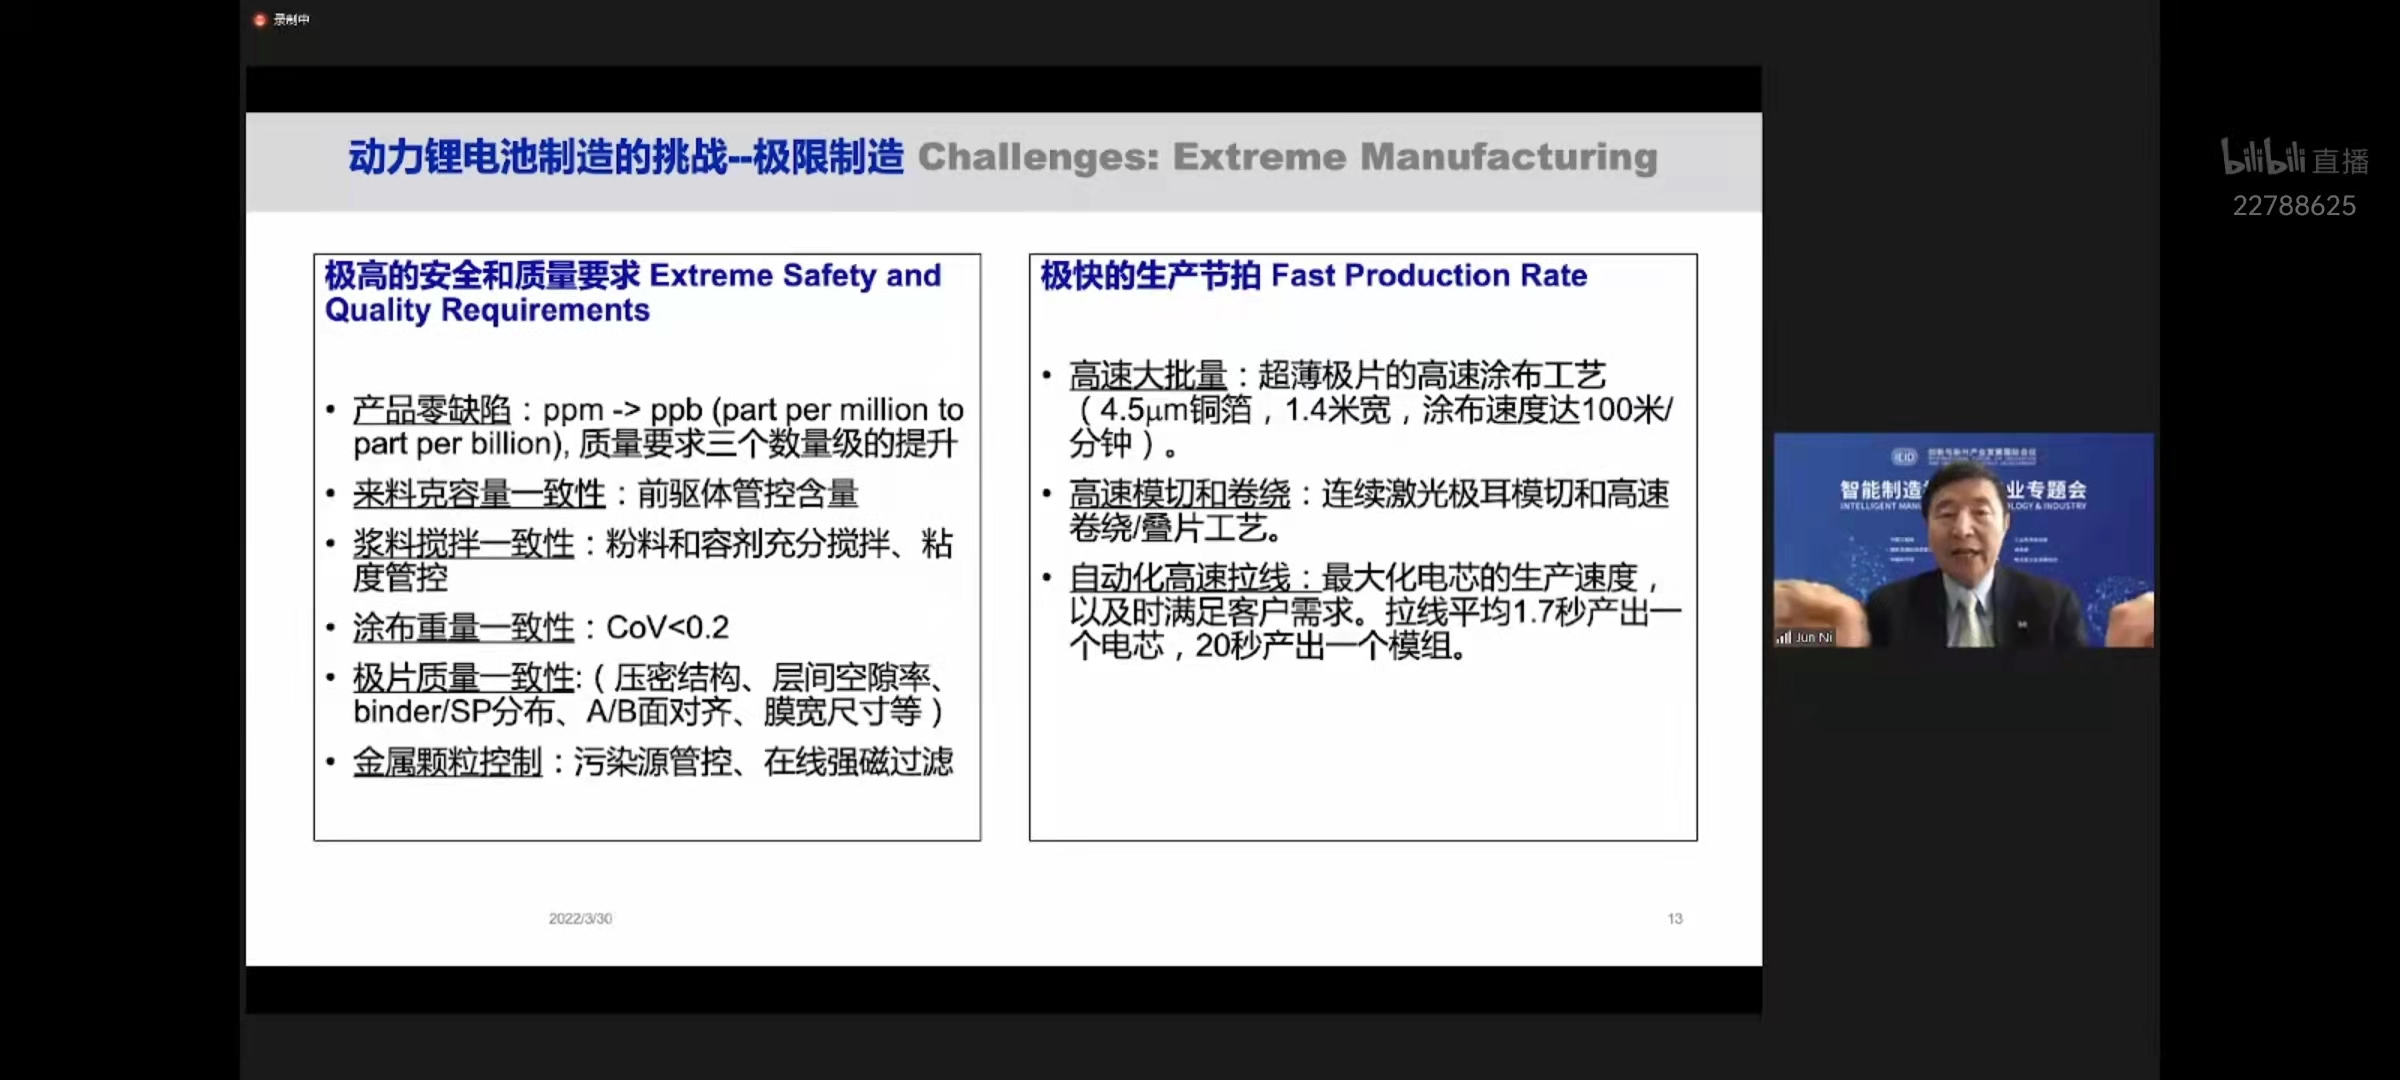 录制中
动力锂电池制造的挑战--极限制造 Challenges: Extreme Manufacturing
极高的安全和质量要求 Extreme Safety and
Quality Requirements
• 产品零缺陷：ppm -> ppb (part per million to
part per billion), 质量要求三个数量级的提升
• 来料克容量一致性：前驱体管控含量
• 浆料搅拌一致性：粉料和容剂充分搅拌、粘
度管控
• 涂布重量一致性：CoV<0.2
• 极片质量一致性:（压密结构、层间空隙率、
binder/SP分布、A/B面对齐、膜宽尺寸等）
• 金属颗粒控制：污染源管控、在线强磁过滤
极快的生产节拍 Fast Production Rate
• 高速大批量：超薄极片的高速涂布工艺
（4.5μm铜箔，1.4米宽，涂布速度达100米/
分钟）。
• 高速模切和卷绕：连续激光极耳模切和高速
卷绕/叠片工艺。
• 自动化高速拉线：最大化电芯的生产速度，
以及时满足客户需求。拉线平均1.7秒产出一
个电芯，20秒产出一个模组。
2022/3/30
13
bilibili 直播
22788625
智能制造 业专题会
INTELLIGENT MANU OLOGY & INDUSTRY
Jun Ni